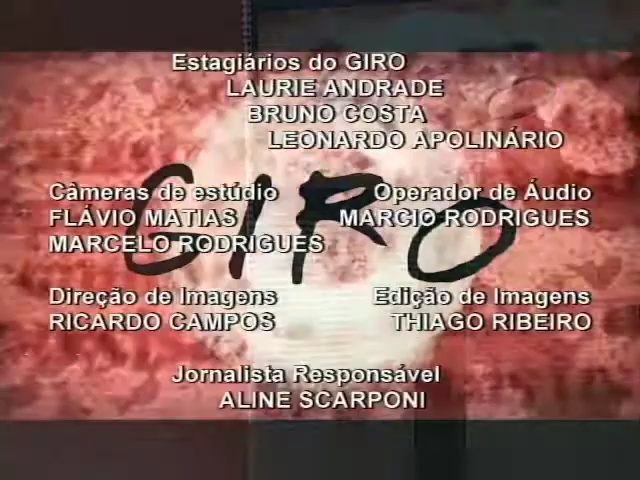 Estagiários do GIRO
LAURIE ANDRADE
BRUNO COSTA
LEONARDO APOLINÁRIO
Câmeras de estúdio
FLÁVIO MATIAS
MARCELO RODRIGUES
Operador de Áudio
MARCIO RODRIGUES
GIRO
Direção de Imagens
RICARDO CAMPOS
Edição de Imagens
THIAGO RIBEIRO
Jornalista Responsável
ALINE SCARPONI